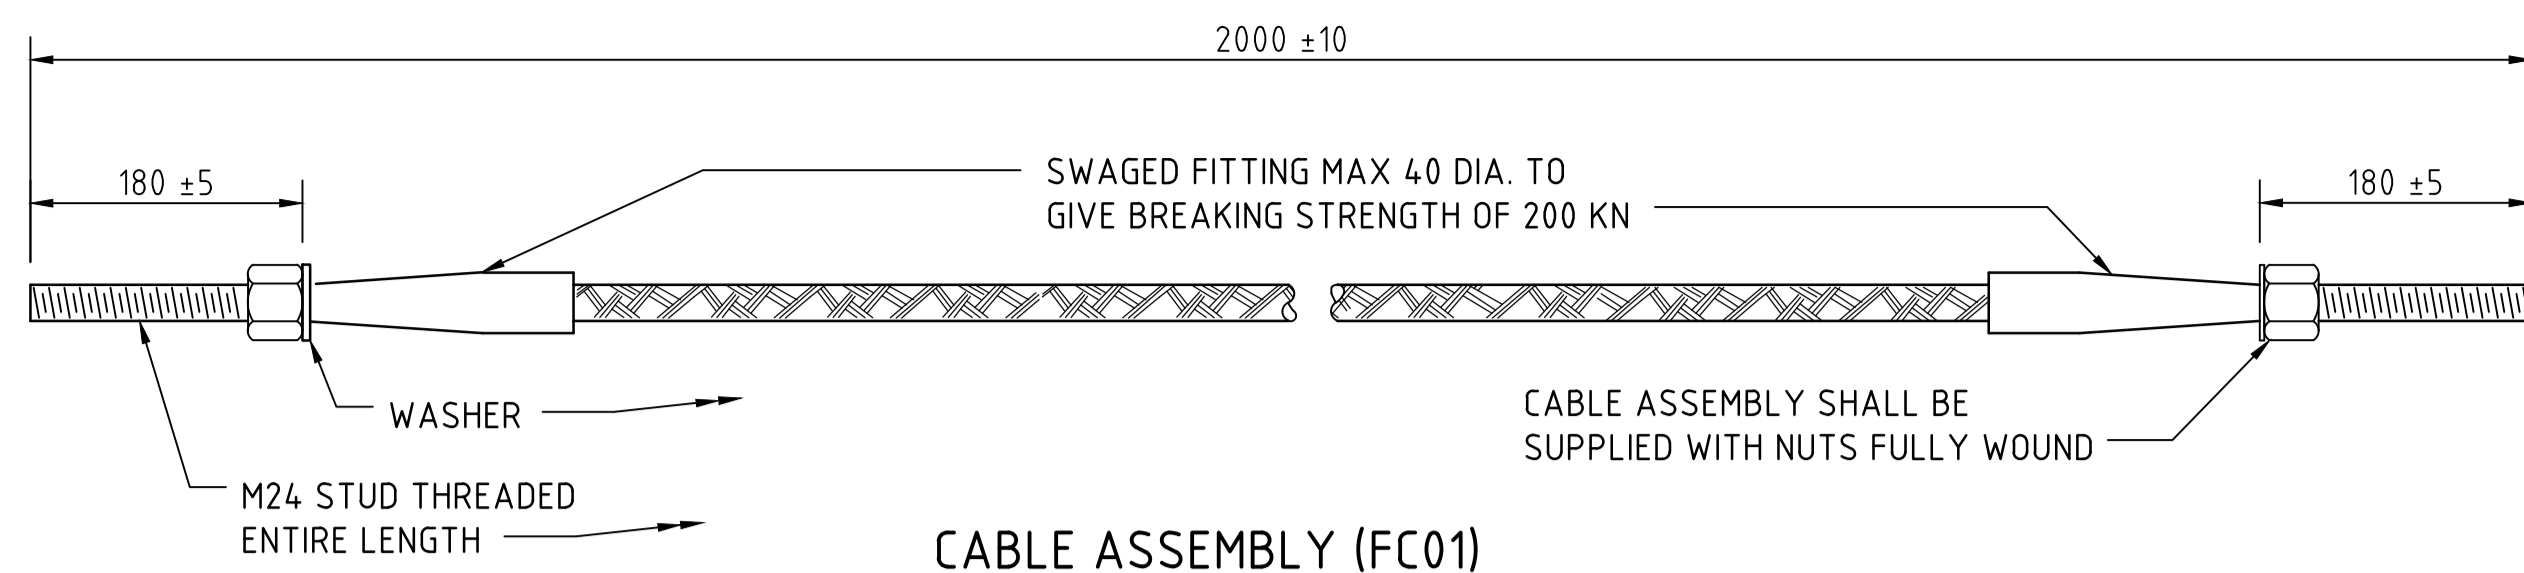 2000 ±10
180 ±5
SWAGED FITTING MAX 40 DIA. TO
GIVE BREAKING STRENGTH OF 200 KN
180 ±5
WASHER
CABLE ASSEMBLY SHALL BE
SUPPLIED WITH NUTS FULLY WOUND
M24 STUD THREADED
ENTIRE LENGTH
CABLE ASSEMBLY (FC01)